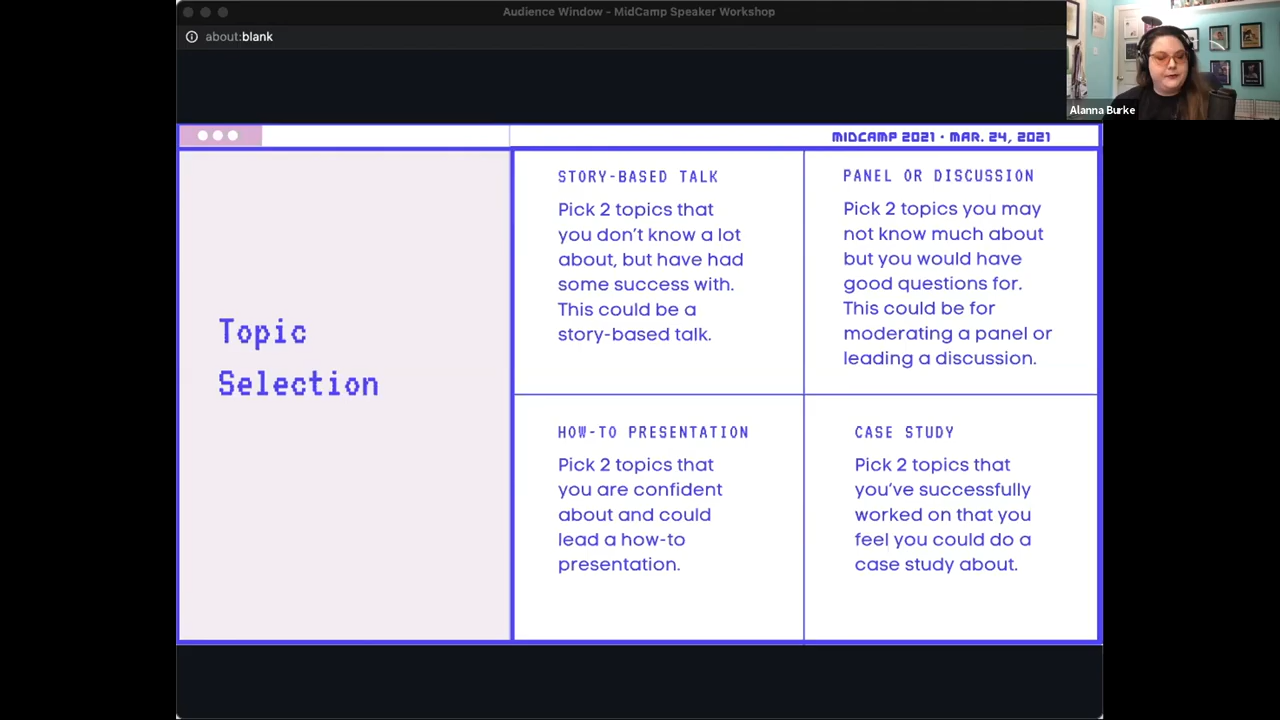 Audience Window - MidCamp Speaker Workshop
about:blank
Alanna Burke
MIDCAMP 2021 • MAR. 24, 2021
Topic
Selection
STORY-BASED TALK
Pick 2 topics that
you don't know a lot
about, but have had
some success with.
This could be a
story-based talk.
PANEL OR DISCUSSION
Pick 2 topics you may
not know much about
but you would have
good questions for.
This could be for
moderating a panel or
leading a discussion.
HOW-TO PRESENTATION
Pick 2 topics that
you are confident
about and could
lead a how-to
presentation.
CASE STUDY
Pick 2 topics that
you've successfully
worked on that you
feel you could do a
case study about.